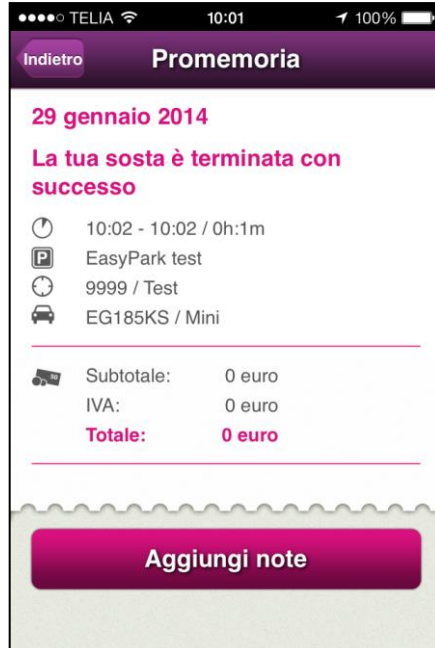 TELIA 10:01 100%
Indietro Promemoria
29 gennaio 2014
La tua sosta è terminata con
successo
10:02 - 10:02 / 0h:1m
P EasyPark test
9999 / Test
EG185KS / Mini
Subtotale: 0 euro
IVA: 0 euro
Totale: 0 euro
Aggiungi note